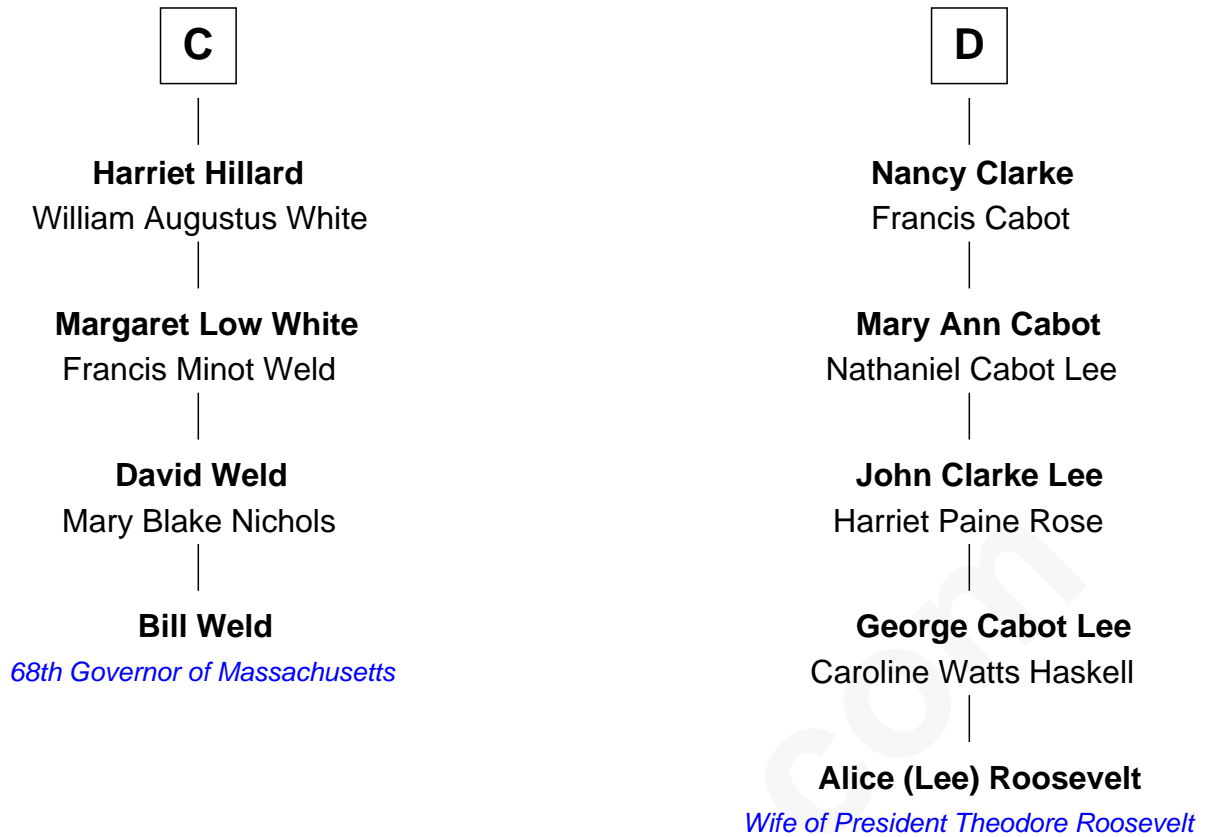 C
Harriet Hillard
William Augustus White
Margaret Low White
Francis Minot Weld
David Weld
Mary Blake Nichols
Bill Weld
68th Governor of Massachusetts
D
Nancy Clarke
Francis Cabot
Mary Ann Cabot
Nathaniel Cabot Lee
John Clarke Lee
Harriet Paine Rose
George Cabot Lee
Caroline Watts Haskell
Alice (Lee) Roosevelt
Wife of President Theodore Roosevelt
com